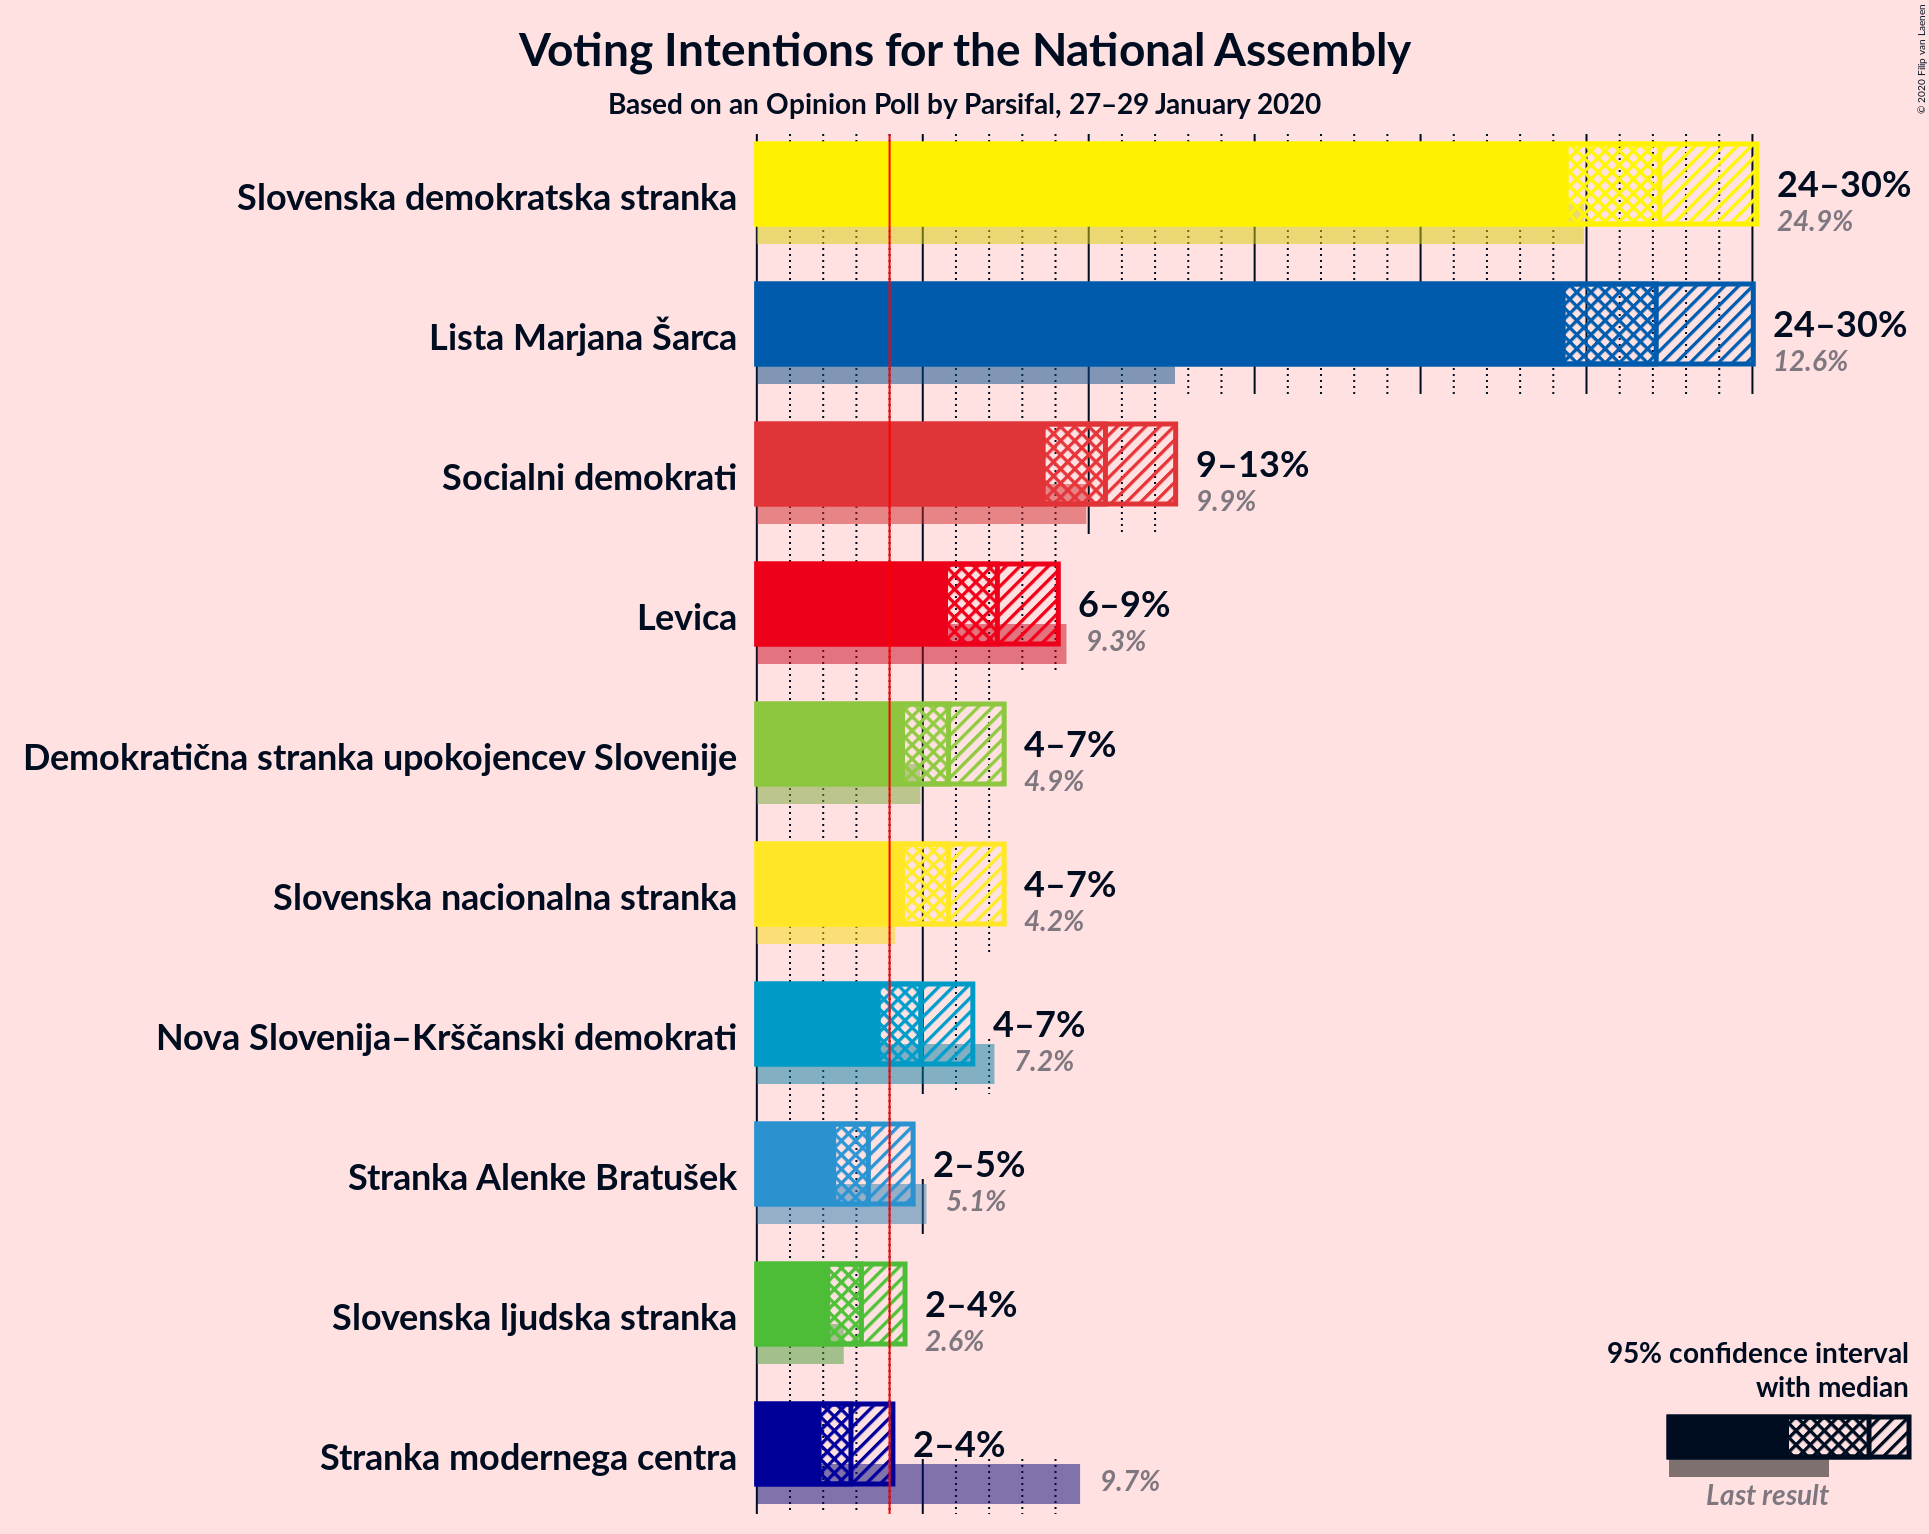 Voting Intentions for the National Assembly
Based on an Opinion Poll by Parsifal, 27–29 January 2020
© 2020 Filip van Laenen
Slovenska demokratska stranka
24–30%
24.9%
Lista Marjana Šarca
24–30%
12.6%
Socialni demokrati
9–13%
9.9%
Levica
6–9%
9.3%
Demokratična stranka upokojencev Slovenije
4–7%
4.9%
Slovenska nacionalna stranka
4–7%
4.2%
Nova Slovenija–Krščanski demokrati
4–7%
7.2%
Stranka Alenke Bratušek
2–5%
5.1%
Slovenska ljudska stranka
2–4%
2.6%
Stranka modernega centra
2–4%
9.7%
95% confidence interval
with median
Last result